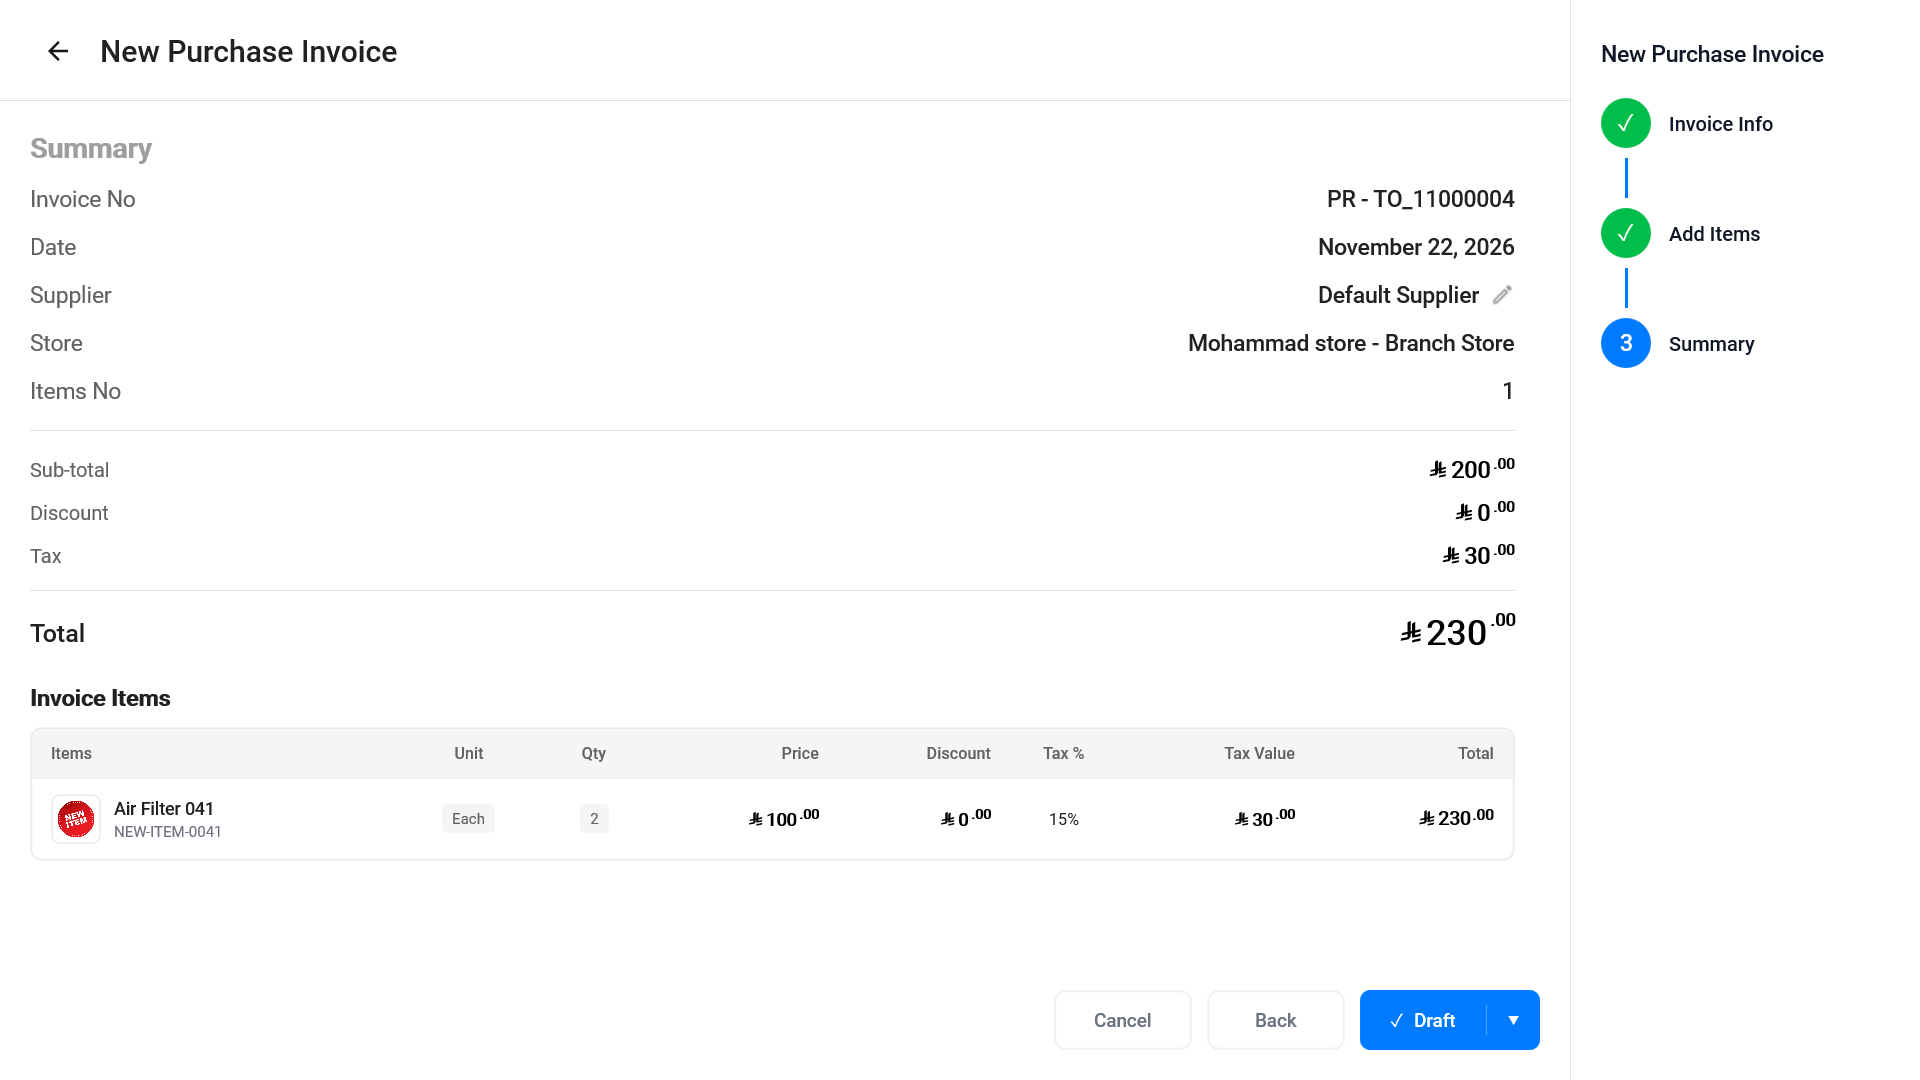 New Purchase Invoice
Summary
Invoice No PR - TO_11000004
Date November 22, 2026
Supplier Default Supplier
Store Mohammad store - Branch Store
Items No 1
Sub-total 200.00
Discount 0.00
Tax 30.00
Total 230.00
Invoice Items
Items Unit Qty Price Discount Tax % Tax Value Total
NEW ITEM Air Filter 041 Each 2 100.00 0.00 15% 30.00 230.00
NEW-ITEM-0041
Cancel Back ✓ Draft ▼
New Purchase Invoice
✓ Invoice Info
✓ Add Items
3 Summary